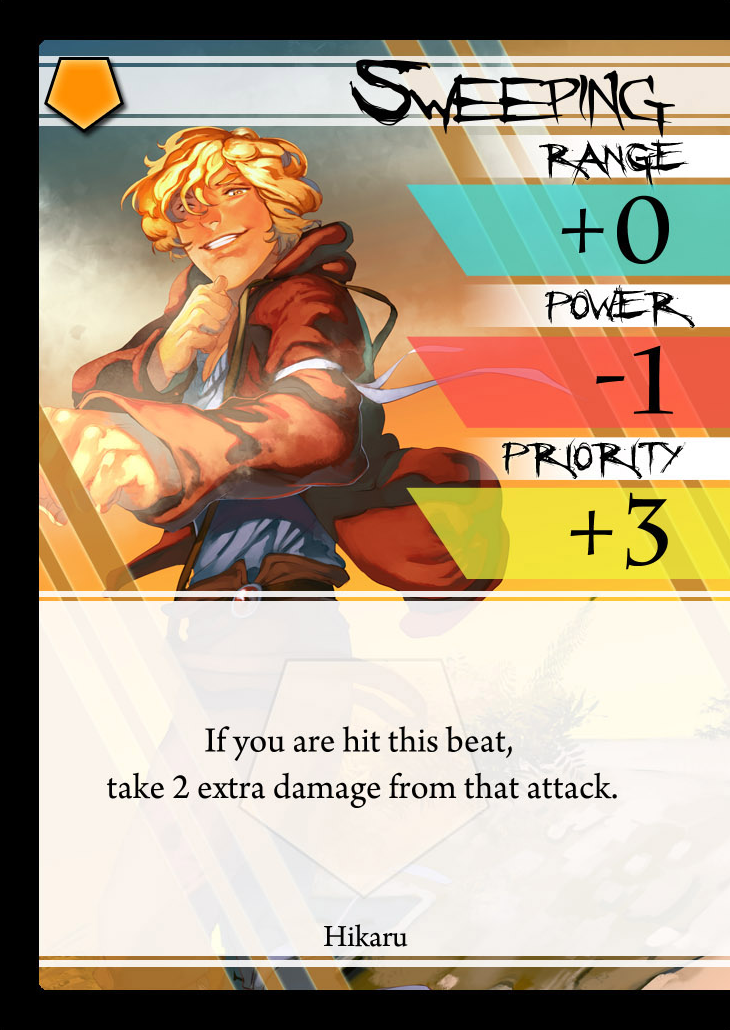 Sweeping
Range
+0
Power
-1
Priority
+3
If you are hit this beat,
take 2 extra damage from that attack.
Hikaru